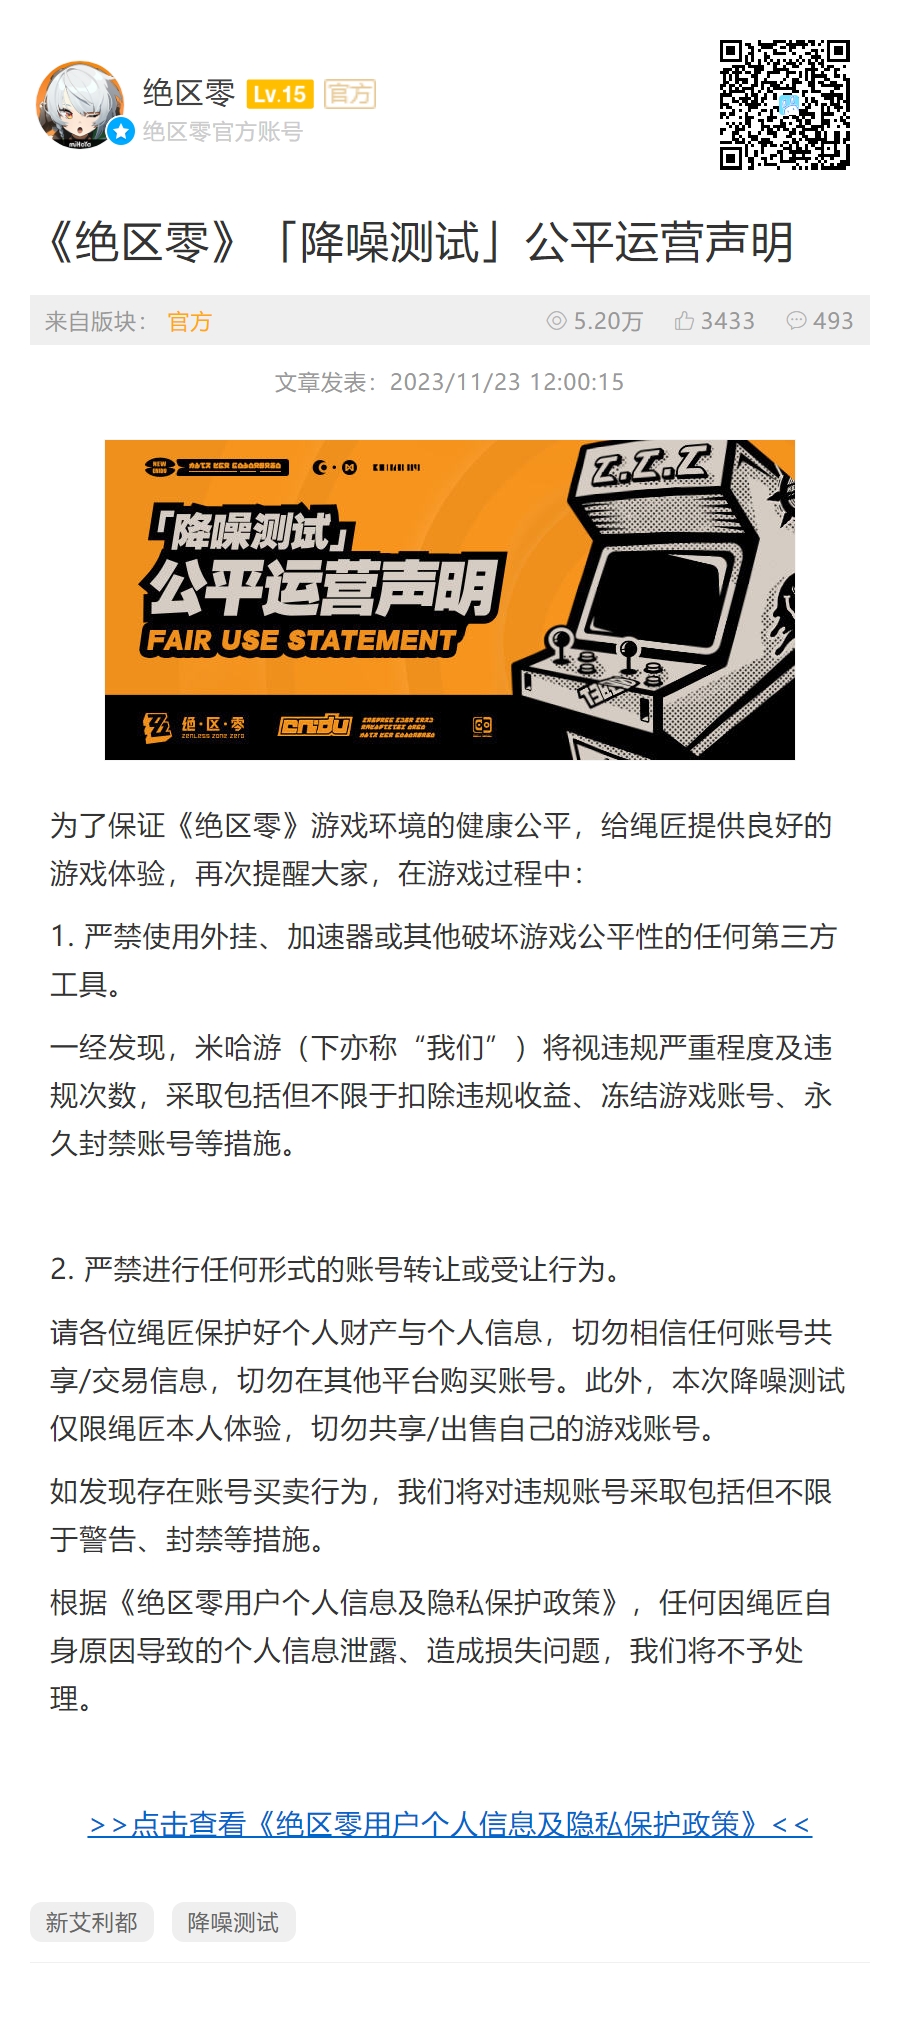 绝区零 Lv.15 官方
绝区零官方账号
miHoYo
《绝区零》「降噪测试」公平运营声明
来自版块： 官方 5.20万 3433 493
文章发表：2023/11/23 12:00:15
NEW ERIDU
Z.Z.Z
「降噪测试」
公平运营声明
FAIR USE STATEMENT
绝·区·零
ZENLESS ZONE ZERO
为了保证《绝区零》游戏环境的健康公平，给绳匠提供良好的
游戏体验，再次提醒大家，在游戏过程中：
1. 严禁使用外挂、加速器或其他破坏游戏公平性的任何第三方
工具。
一经发现，米哈游（下亦称“我们”）将视违规严重程度及违
规次数，采取包括但不限于扣除违规收益、冻结游戏账号、永
久封禁账号等措施。
2. 严禁进行任何形式的账号转让或受让行为。
请各位绳匠保护好个人财产与个人信息，切勿相信任何账号共
享/交易信息，切勿在其他平台购买账号。此外，本次降噪测试
仅限绳匠本人体验，切勿共享/出售自己的游戏账号。
如发现存在账号买卖行为，我们将对违规账号采取包括但不限
于警告、封禁等措施。
根据《绝区零用户个人信息及隐私保护政策》，任何因绳匠自
身原因导致的个人信息泄露、造成损失问题，我们将不予处
理。
>>点击查看《绝区零用户个人信息及隐私保护政策》<<
新艾利都 降噪测试